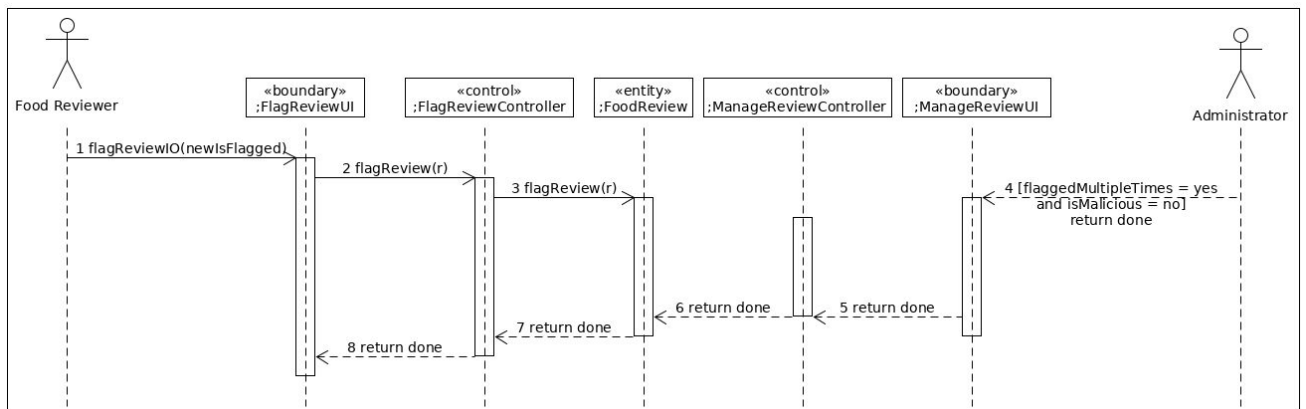 Food Reviewer
«boundary»
;FlagReviewUI
«control»
;FlagReviewController
«entity»
;FoodReview
«control»
;ManageReviewController
«boundary»
;ManageReviewUI
Administrator
1 flagReviewIO(newIsFlagged)
2 flagReview(r)
3 flagReview(r)
4 [flaggedMultipleTimes = yes
and isMalicious = no]
return done
5 return done
6 return done
7 return done
8 return done